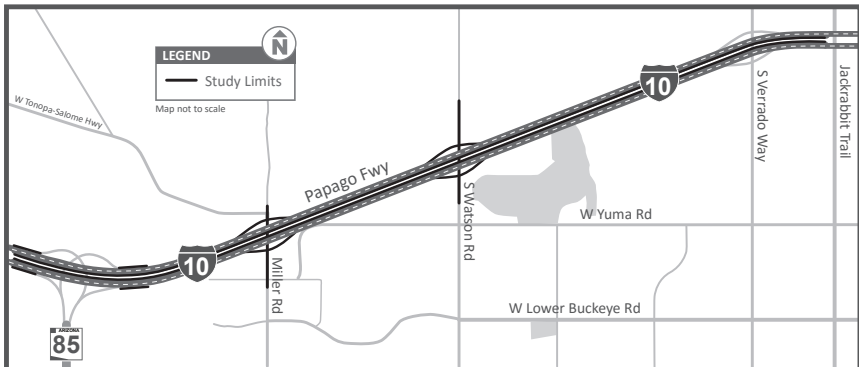 N
LEGEND
Study Limits
Map not to scale
W Tonopa-Salome Hwy
10
S Verrado Way
Jackrabbit Trail
Papago Fwy
S Watson Rd
W Yuma Rd
10
Miller Rd
W Lower Buckeye Rd
ARIZONA
85